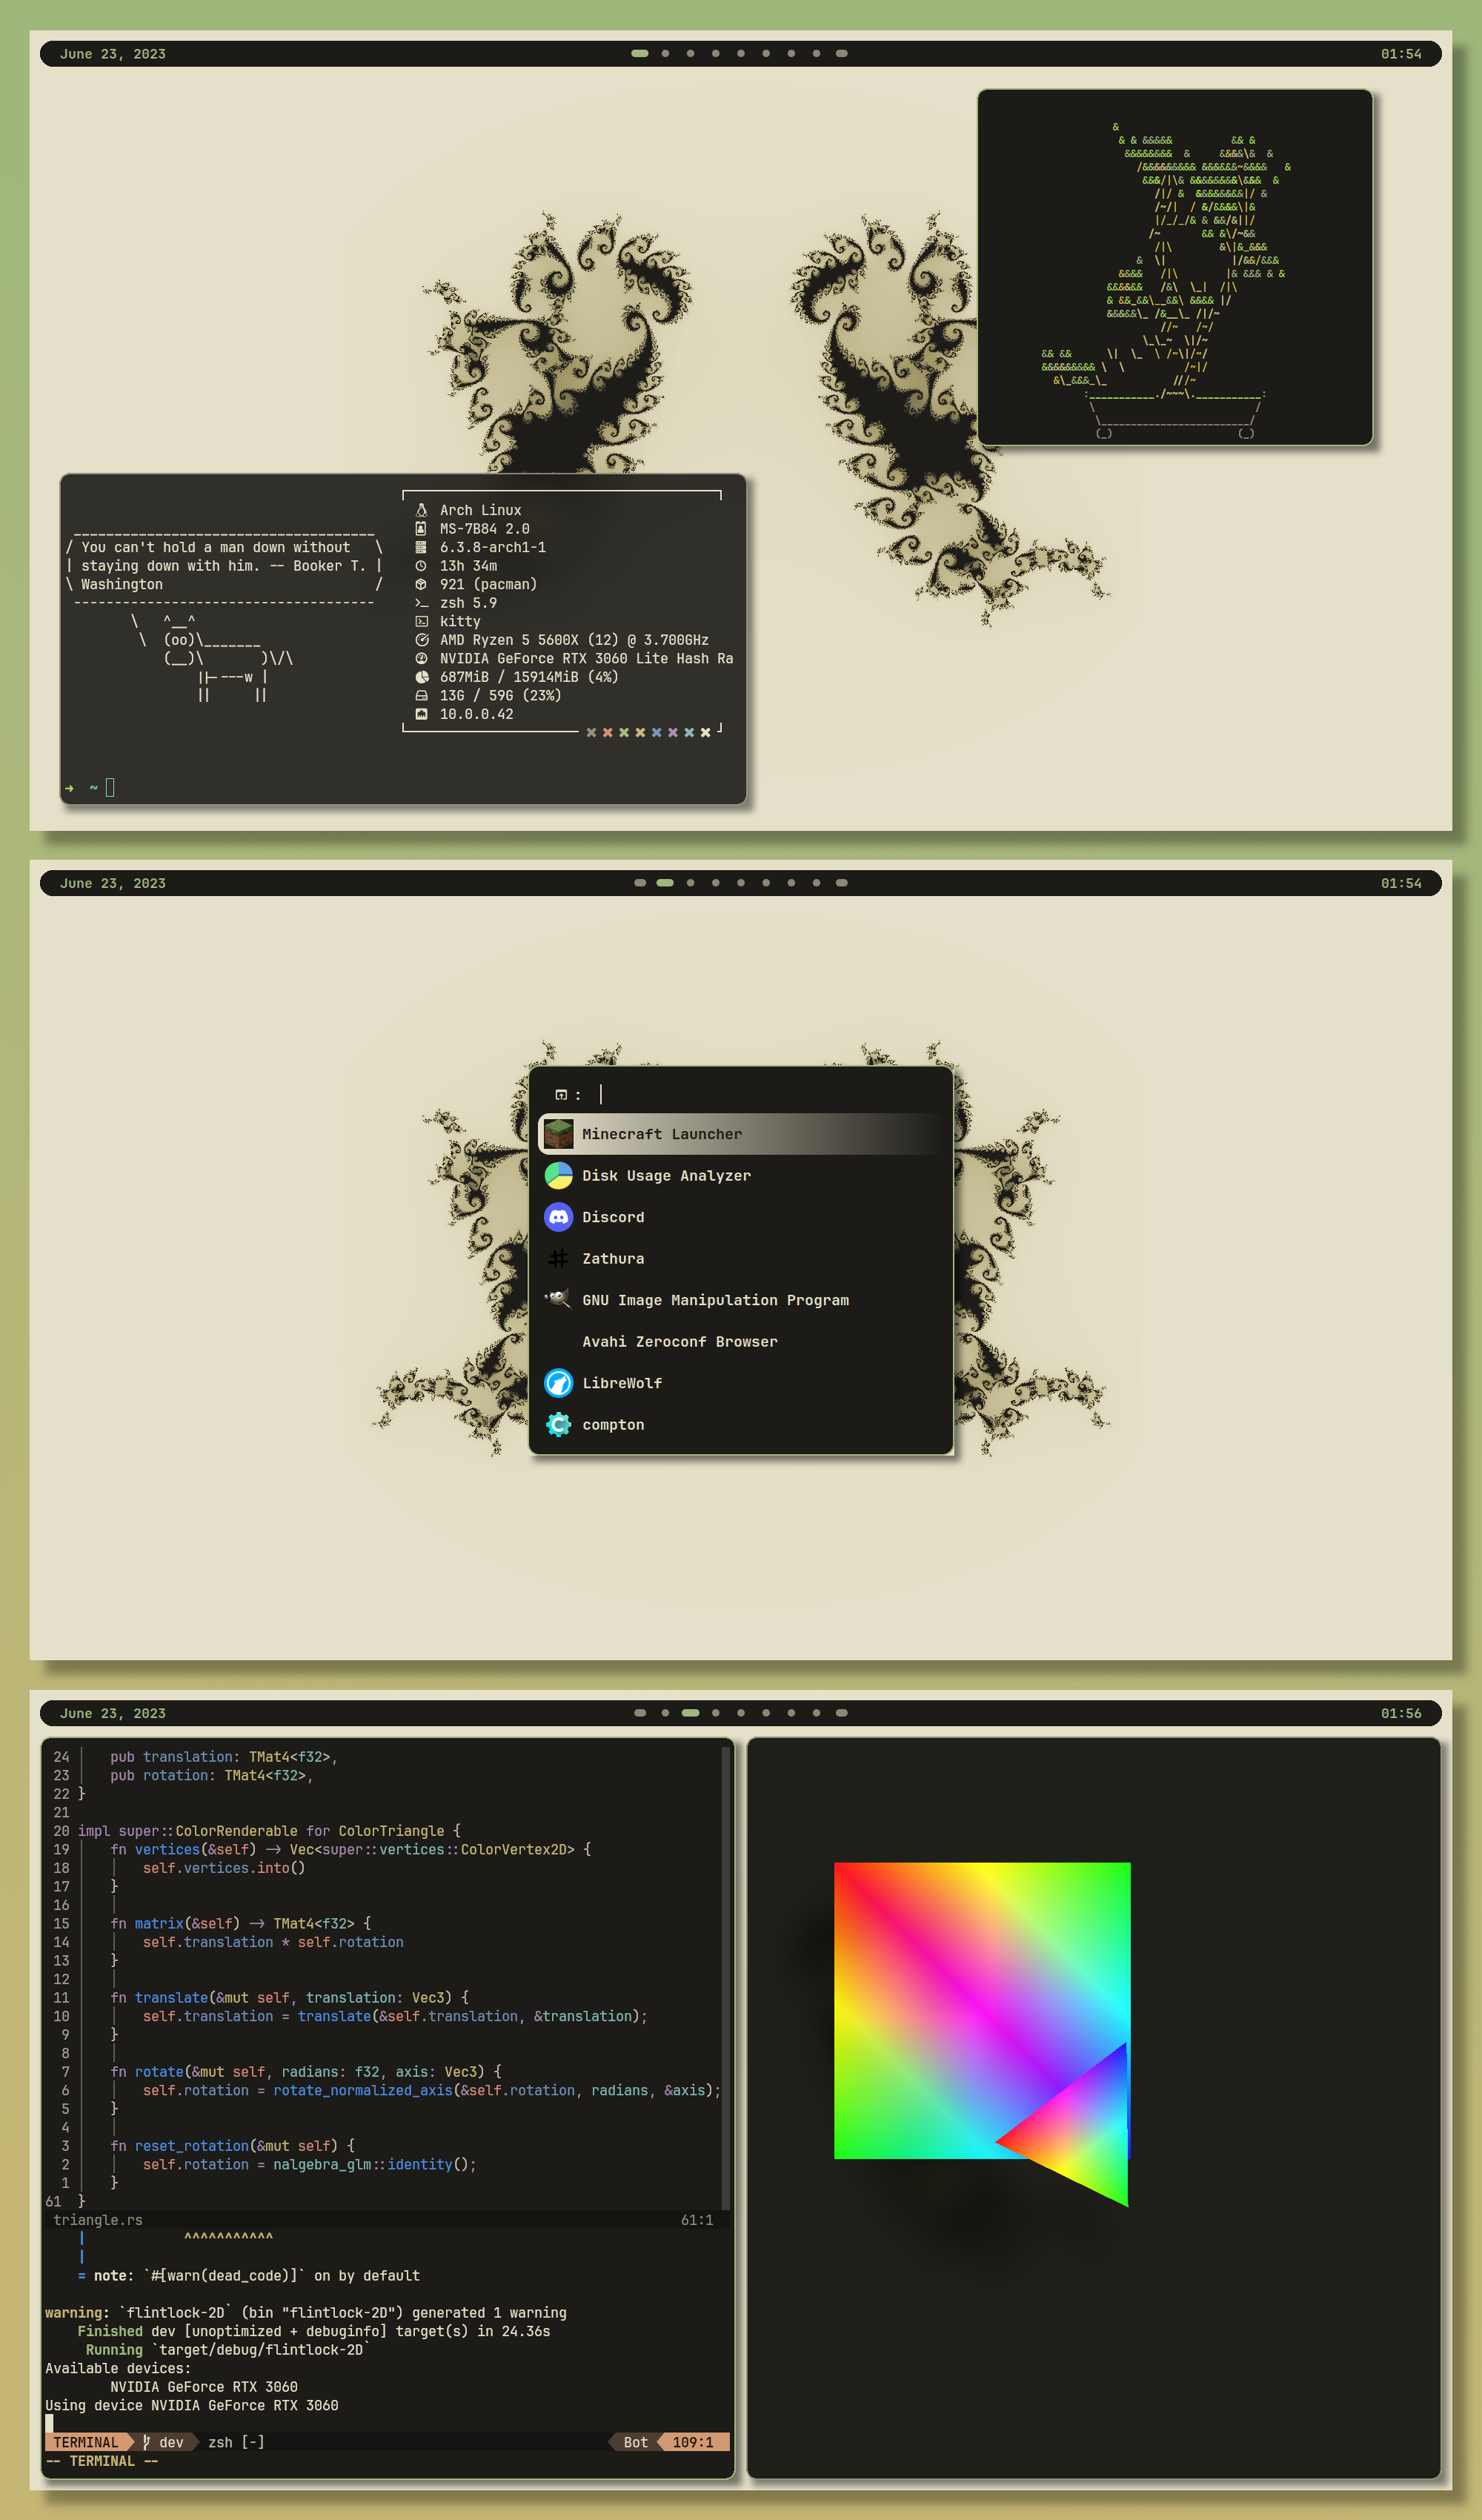 June 23, 2023
01:54
/ You can't hold a man down without \
| staying down with him. -- Booker T. |
\ Washington /
\ ^__^
\ (oo)\_______
(__)\ )\/\
||----w |
|| ||
Arch Linux
MS-7B84 2.0
6.3.8-arch1-1
13h 34m
921 (pacman)
zsh 5.9
kitty
AMD Ryzen 5 5600X (12) @ 3.700GHz
NVIDIA GeForce RTX 3060 Lite Hash Ra
687MiB / 15914MiB (4%)
13G / 59G (23%)
10.0.0.42
➜ ~
June 23, 2023
01:54
:
Minecraft Launcher
Disk Usage Analyzer
Discord
Zathura
GNU Image Manipulation Program
Avahi Zeroconf Browser
LibreWolf
compton
June 23, 2023
01:56
24 pub translation: TMat4<f32>,
23 pub rotation: TMat4<f32>,
22 }
21
20 impl super::ColorRenderable for ColorTriangle {
19 fn vertices(&self) -> Vec<super::vertices::ColorVertex2D> {
18 self.vertices.into()
17 }
16
15 fn matrix(&self) -> TMat4<f32> {
14 self.translation * self.rotation
13 }
12
11 fn translate(&mut self, translation: Vec3) {
10 self.translation = translate(&self.translation, &translation);
9 }
8
7 fn rotate(&mut self, radians: f32, axis: Vec3) {
6 self.rotation = rotate_normalized_axis(&self.rotation, radians, &axis);
5 }
4
3 fn reset_rotation(&mut self) {
2 self.rotation = nalgebra_glm::identity();
1 }
61 }
triangle.rs 61:1
| ^^^^^^^^^^^
|
= note: `#[warn(dead_code)]` on by default
warning: `flintlock-2D` (bin "flintlock-2D") generated 1 warning
Finished dev [unoptimized + debuginfo] target(s) in 24.36s
Running `target/debug/flintlock-2D`
Available devices:
NVIDIA GeForce RTX 3060
Using device NVIDIA GeForce RTX 3060
TERMINAL dev zsh [-] Bot 109:1
-- TERMINAL --